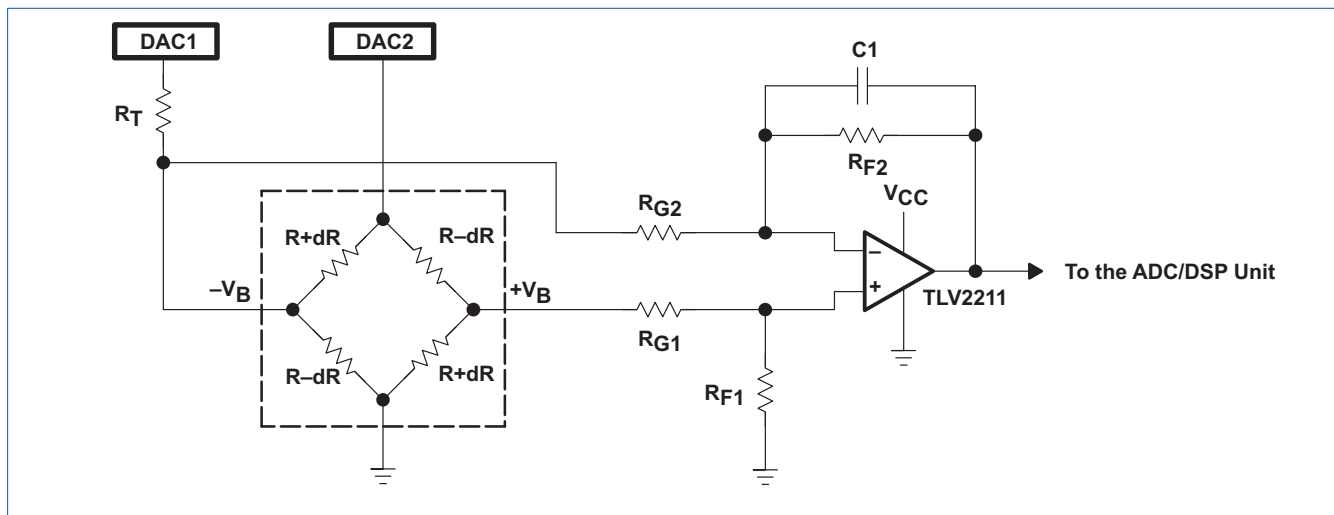 DAC1
DAC2
C1
RT
RF2
VCC
RG2
R+dR
R–dR
–
–VB
+VB
+
TLV2211
To the ADC/DSP Unit
RG1
R–dR
R+dR
RF1